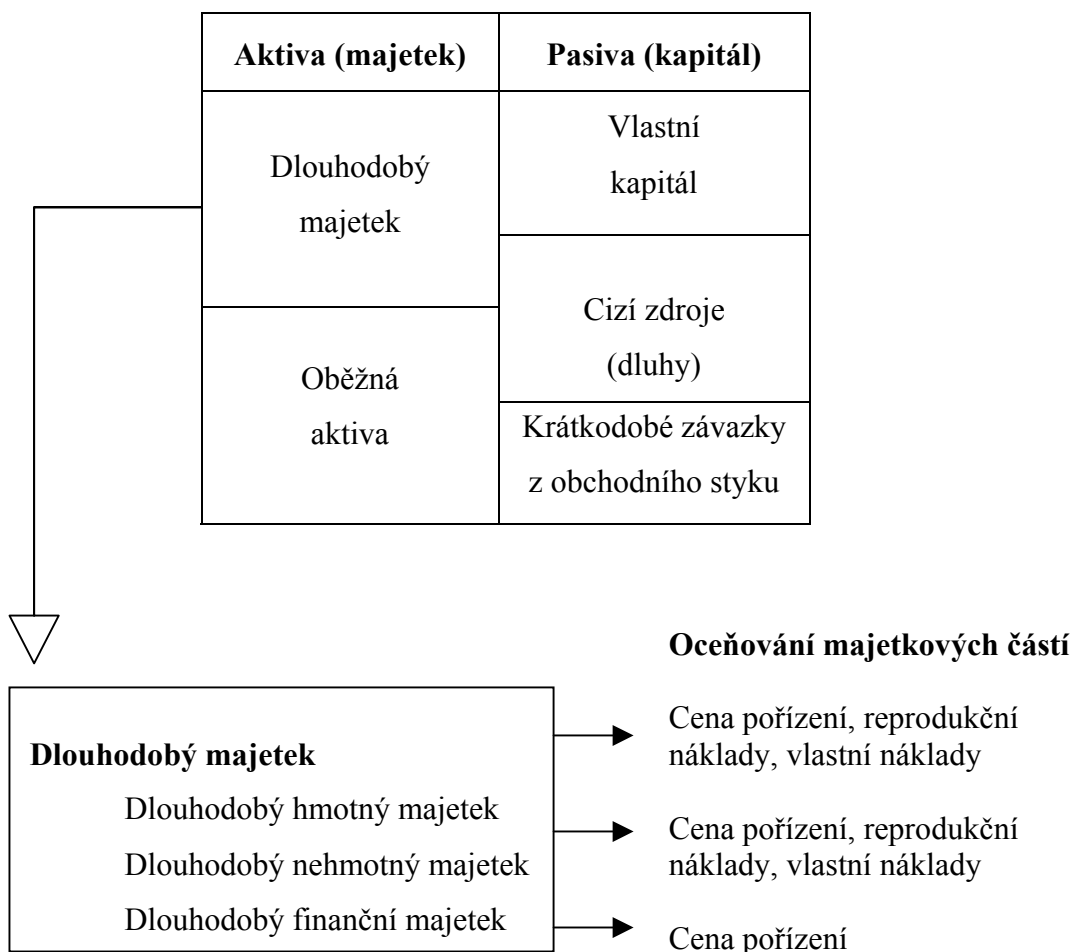 Aktiva (majetek)
Pasiva (kapitál)
Dlouhodobý
majetek
Vlastní
kapitál
Oběžná
aktiva
Cizí zdroje
(dluhy)
Krátkodobé závazky
z obchodního styku
Oceňování majetkových částí
Dlouhodobý majetek
Dlouhodobý hmotný majetek
Dlouhodobý nehmotný majetek
Dlouhodobý finanční majetek
Cena pořízení, reprodukční
náklady, vlastní náklady
Cena pořízení, reprodukční
náklady, vlastní náklady
Cena pořízení